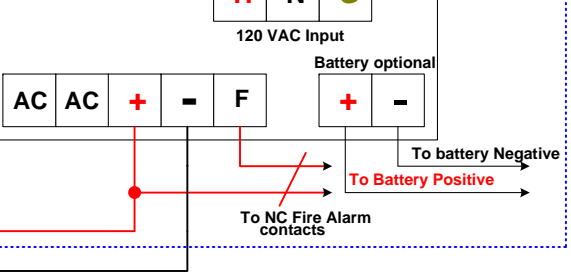 120 VAC Input
Battery optional
AC AC + - F + -
To battery Negative
To Battery Positive
To NC Fire Alarm
contacts